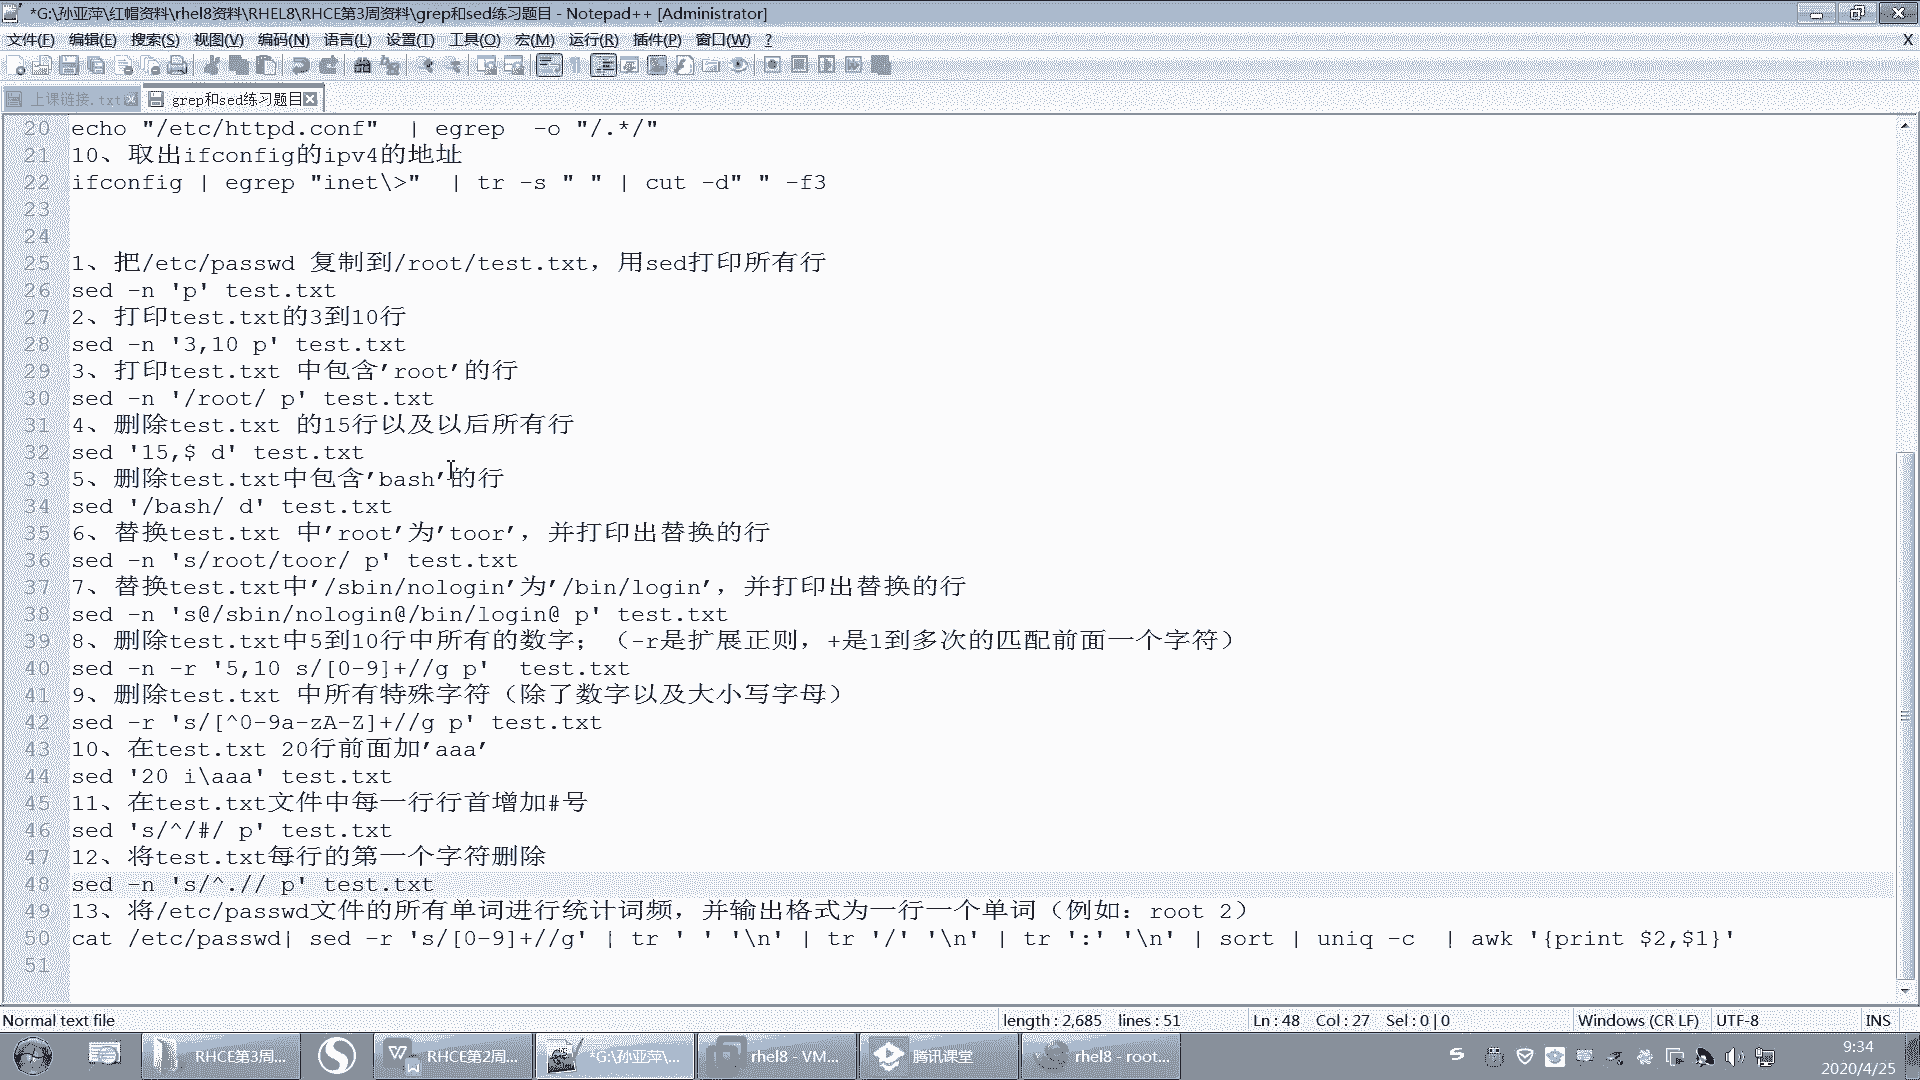 *G:\孙亚萍\红帽资料\rhel8资料\RHEL8\RHCE第3周资料\grep和sed练习题目 - Notepad++ [Administrator]
文件(F) 编辑(E) 搜索(S) 视图(V) 编码(N) 语言(L) 设置(T) 工具(O) 宏(M) 运行(R) 插件(P) 窗口(W) ? X
上课链接.txt grep和sed练习题目
20 echo "/etc/httpd.conf"  | egrep  -o "/.*/"
21 10、取出ifconfig的ipv4的地址
22 ifconfig | egrep "inet\>"  | tr -s " " | cut -d" " -f3
23
24
25 1、把/etc/passwd 复制到/root/test.txt，用sed打印所有行
26 sed -n 'p' test.txt
27 2、打印test.txt的3到10行
28 sed -n '3,10 p' test.txt
29 3、打印test.txt 中包含'root'的行
30 sed -n '/root/ p' test.txt
31 4、删除test.txt 的15行以及以后所有行
32 sed '15,$ d' test.txt
33 5、删除test.txt中包含'bash'的行
34 sed '/bash/ d' test.txt
35 6、替换test.txt 中'root'为'toor'，并打印出替换的行
36 sed -n 's/root/toor/ p' test.txt
37 7、替换test.txt中'/sbin/nologin'为'/bin/login'，并打印出替换的行
38 sed -n 's@/sbin/nologin@/bin/login@ p' test.txt
39 8、删除test.txt中5到10行中所有的数字；（-r是扩展正则，+是1到多次的匹配前面一个字符）
40 sed -n -r '5,10 s/[0-9]+//g p'  test.txt
41 9、删除test.txt 中所有特殊字符（除了数字以及大小写字母）
42 sed -r 's/[^0-9a-zA-Z]+//g p' test.txt
43 10、在test.txt 20行前面加'aaa'
44 sed '20 i\aaa' test.txt
45 11、在test.txt文件中每一行行首增加#号
46 sed 's/^/#/ p' test.txt
47 12、将test.txt每行的第一个字符删除
48 sed -n 's/^.// p' test.txt
49 13、将/etc/passwd文件的所有单词进行统计词频，并输出格式为一行一个单词（例如：root 2）
50 cat /etc/passwd| sed -r 's/[0-9]+//g' | tr ' ' '\n' | tr '/' '\n' | tr ':' '\n' | sort | uniq -c  | awk '{print $2,$1}'
51
Normal text file length : 2,685 lines : 51 Ln : 48 Col : 27 Sel : 0 | 0 Windows (CR LF) UTF-8 INS
RHCE第3周... RHCE第2周... *G:\孙亚萍\... rhel8 - VM... 腾讯课堂 rhel8 - root... 9:34
2020/4/25